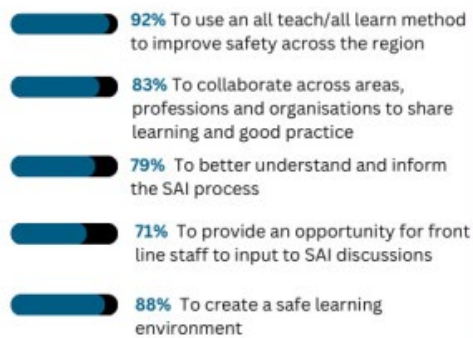 92% To use an all teach/all learn method
to improve safety across the region
83% To collaborate across areas,
professions and organisations to share
learning and good practice
79% To better understand and inform
the SAI process
71% To provide an opportunity for front
line staff to input to SAI discussions
88% To create a safe learning
environment